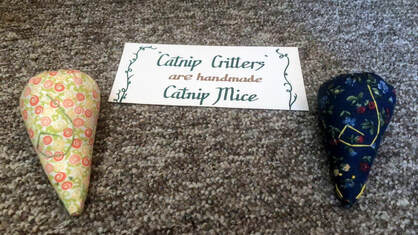 'Catnip Critters'
are handmade
Catnip Mice